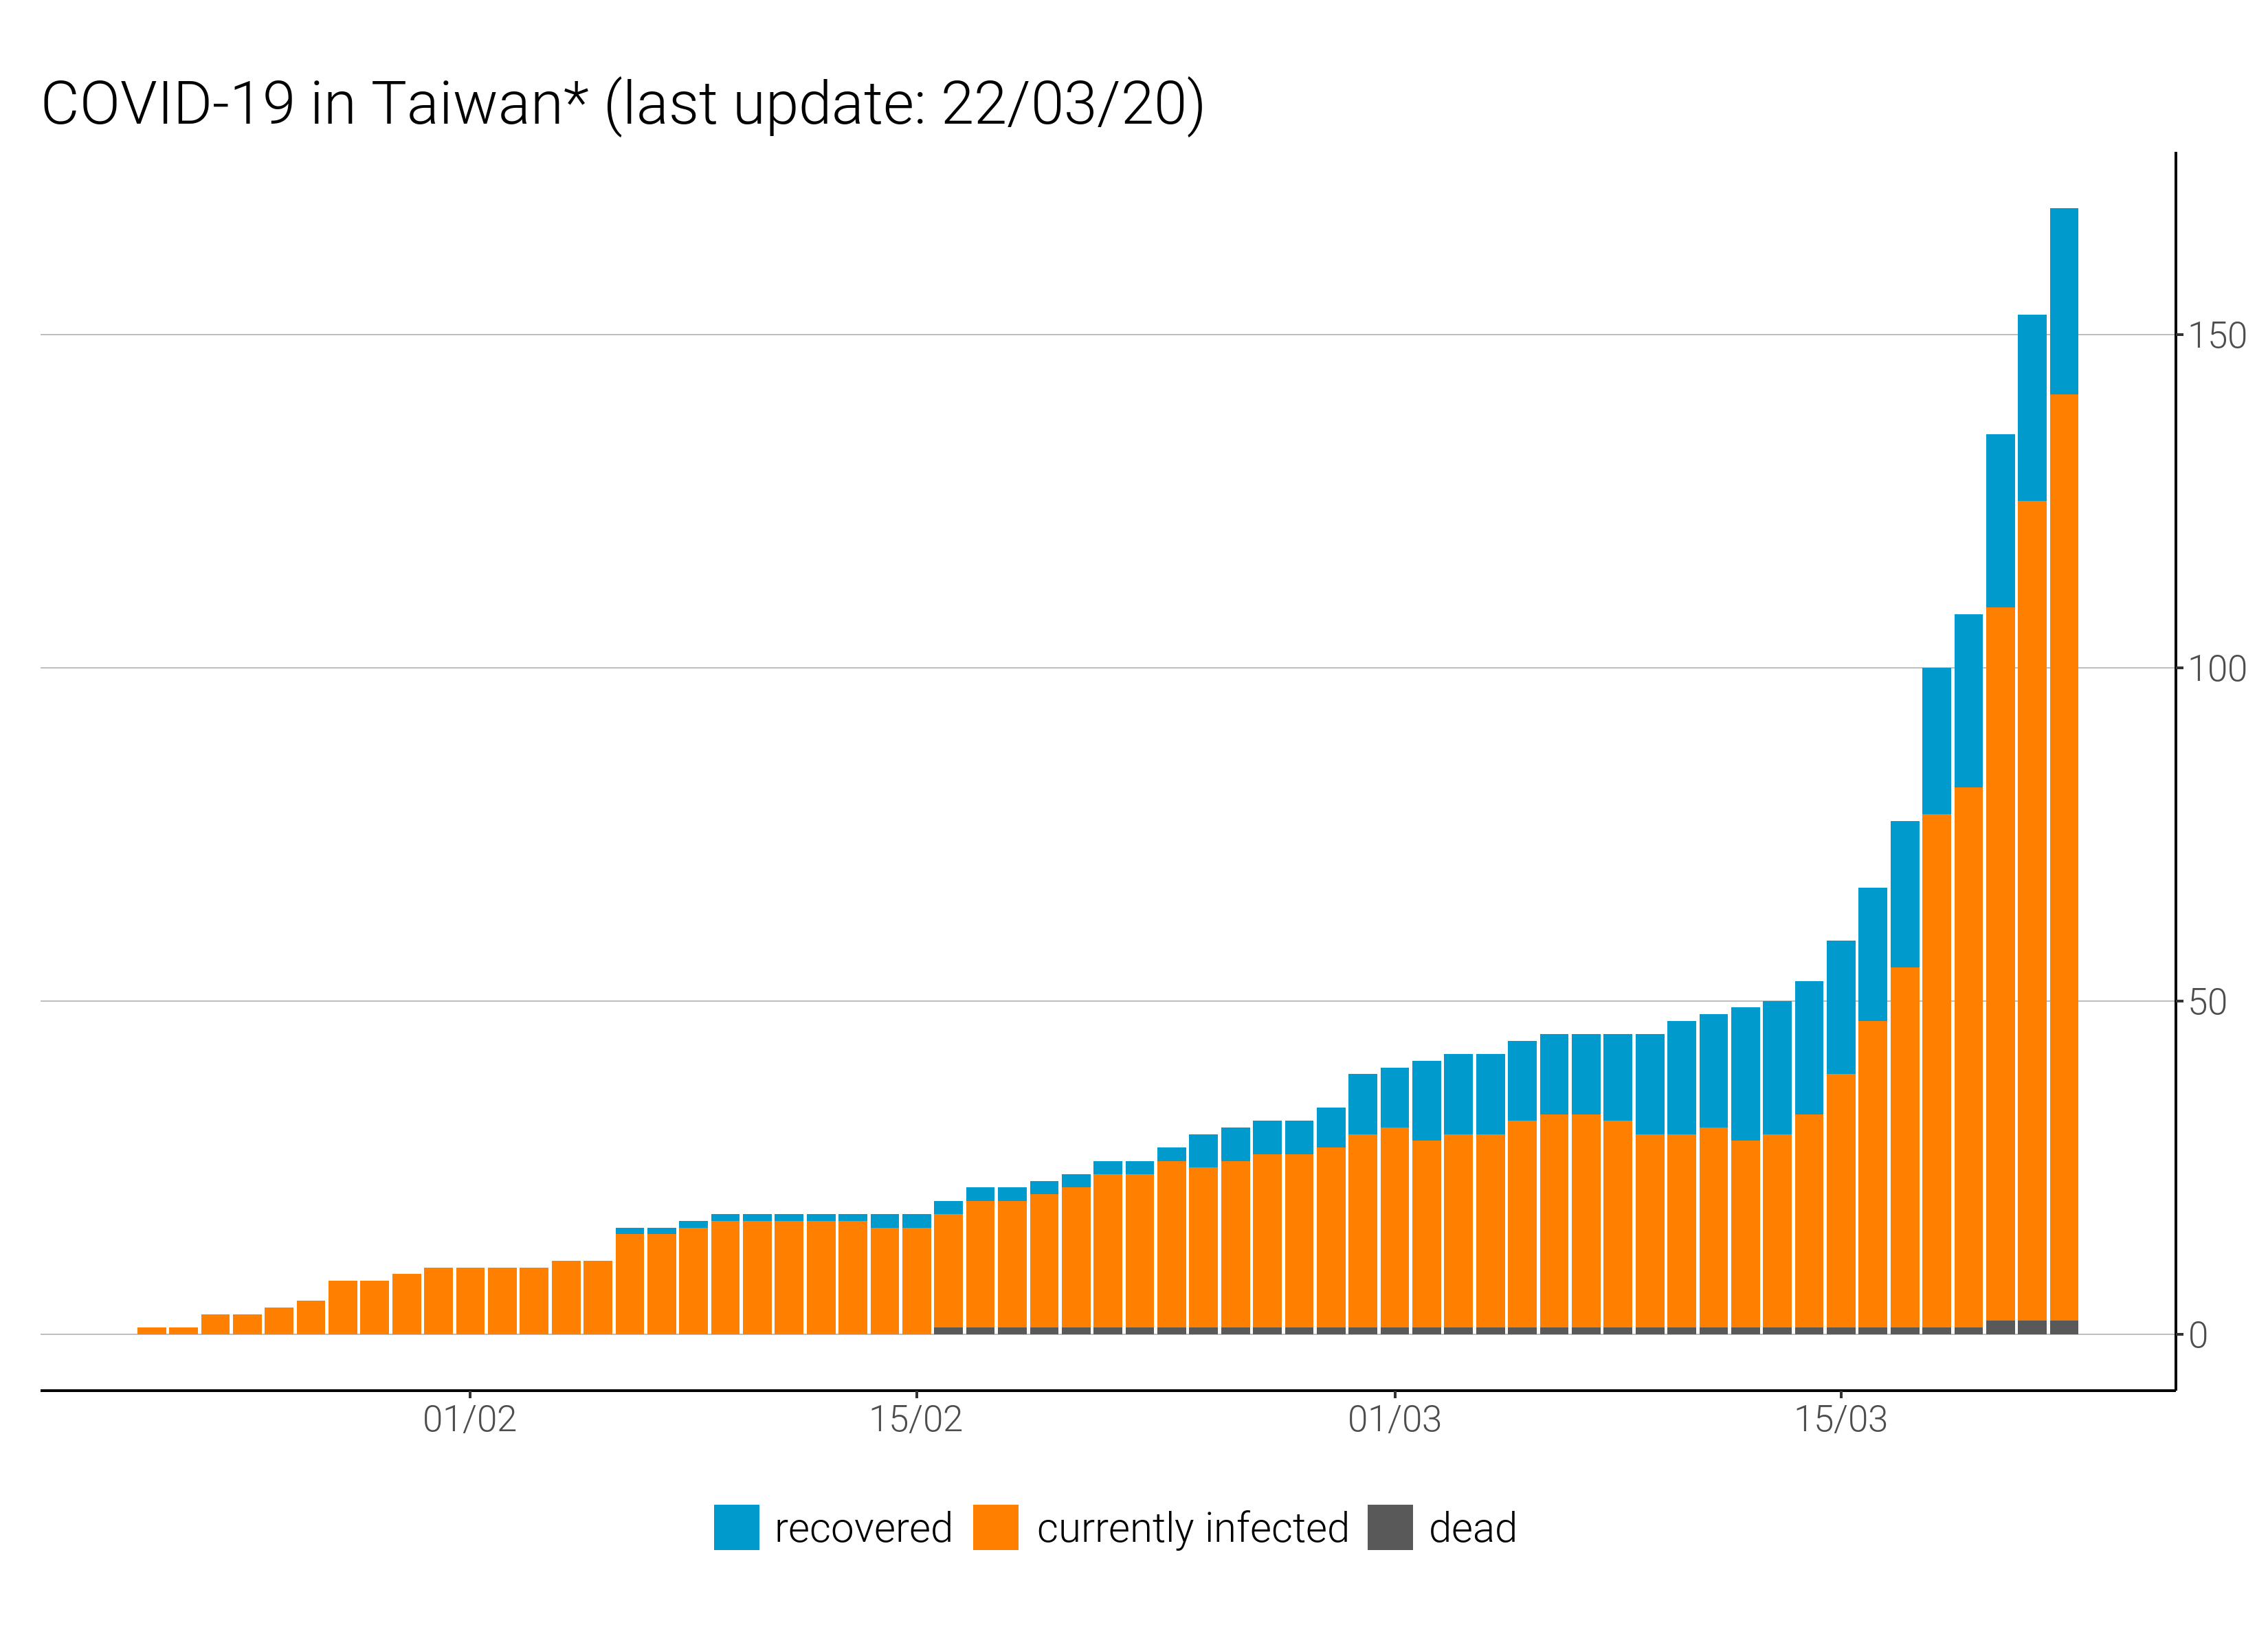 COVID-19 in Taiwan* (last update: 22/03/20)
150
100
50
0
01/02 15/02 01/03 15/03
recovered currently infected dead